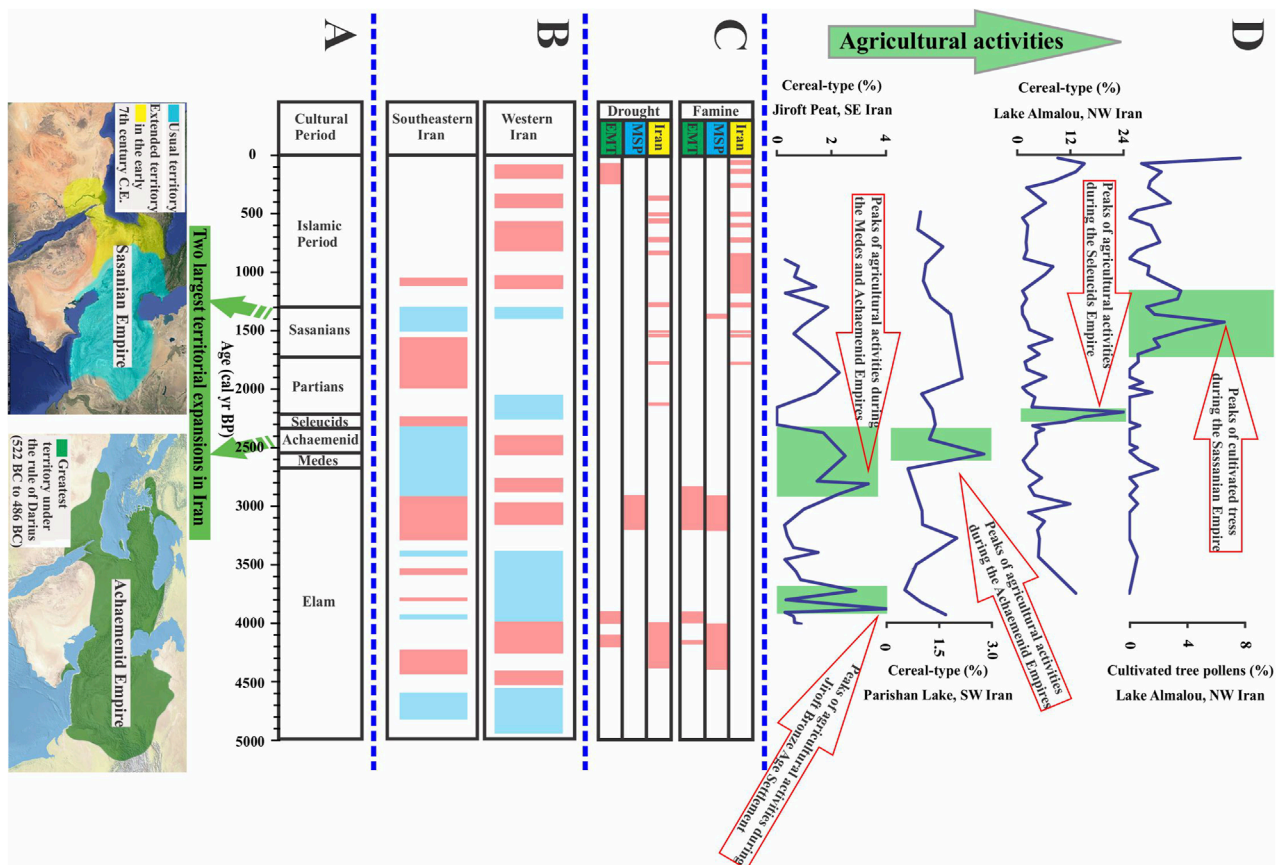 A
B
C
D
Agricultural activities
Cereal-type (%)
Jiroft Peat, SE Iran
0
2
4
Cereal-type (%)
Lake Almalou, NW Iran
0
12
24
Cultural
Period
Southeastern
Iran
Western
Iran
Drought
EMT
MSP
Iran
Famine
EMT
MSP
Iran
Age (cal yr BP)
0
500
1000
1500
2000
2500
3000
3500
4000
4500
5000
Islamic
Period
Sasanians
Partians
Seleucids
Achaemenid
Medes
Elam
Usual territory
Extended territory
in the early
7th century C.E.
Sasanian Empire
Two largest territorial expansions in Iran
Greatest
territory under
the rule of Darius
(522 BC to 486 BC)
Achaemenid Empire
Peaks of agricultural activities during
the Medes and Achaemenid Empires
Peaks of agricultural activities
during the Seleucids Empire
Peaks of cultivated tress
during the Sassanian Empire
Peaks of agricultural activities
during the Achaemenid Empires
Peaks of agricultural activities during
Jiroft Bronze Age Settlement
0
1.5
3.0
Cereal-type (%)
Parishan Lake, SW Iran
0
4
8
Cultivated tree pollens (%)
Lake Almalou, NW Iran